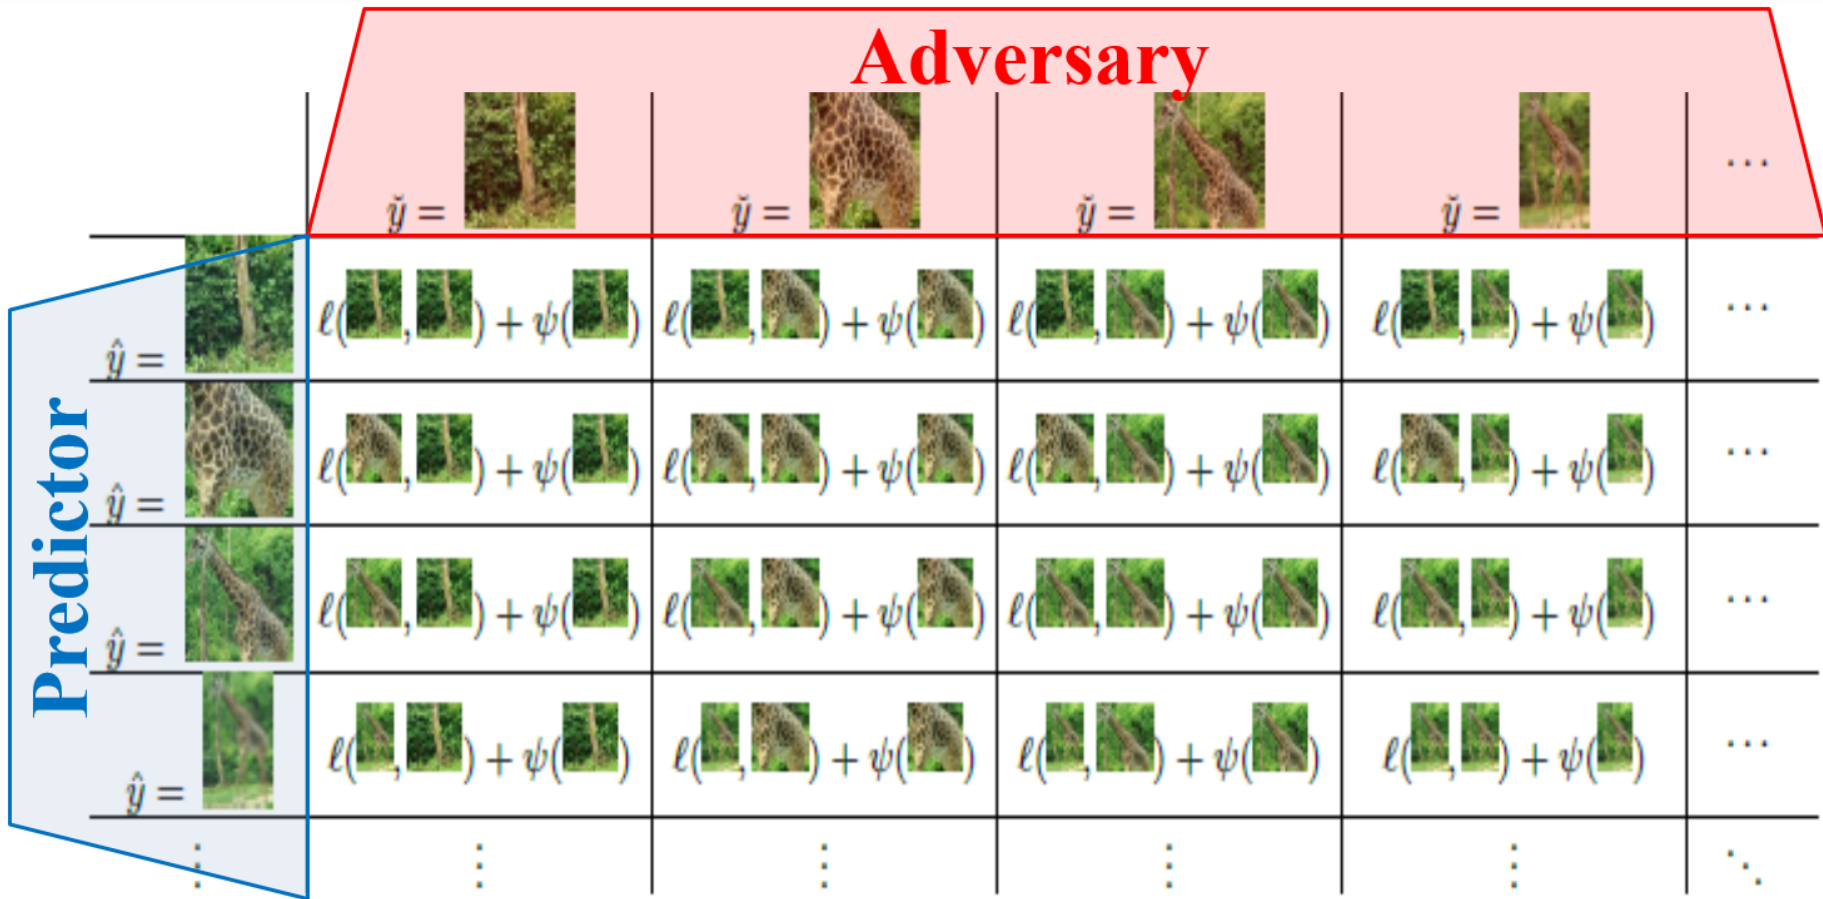 Adversary
y̌ = y̌ = y̌ = y̌ = ⋯
ŷ = ℓ( , ) + ψ( ) ℓ( , ) + ψ( ) ℓ( , ) + ψ( ) ℓ( , ) + ψ( ) ⋯
ŷ = ℓ( , ) + ψ( ) ℓ( , ) + ψ( ) ℓ( , ) + ψ( ) ℓ( , ) + ψ( ) ⋯
ŷ = ℓ( , ) + ψ( ) ℓ( , ) + ψ( ) ℓ( , ) + ψ( ) ℓ( , ) + ψ( ) ⋯
ŷ = ℓ( , ) + ψ( ) ℓ( , ) + ψ( ) ℓ( , ) + ψ( ) ℓ( , ) + ψ( ) ⋯
⋮ ⋮ ⋮ ⋮ ⋮ ⋱
Predictor